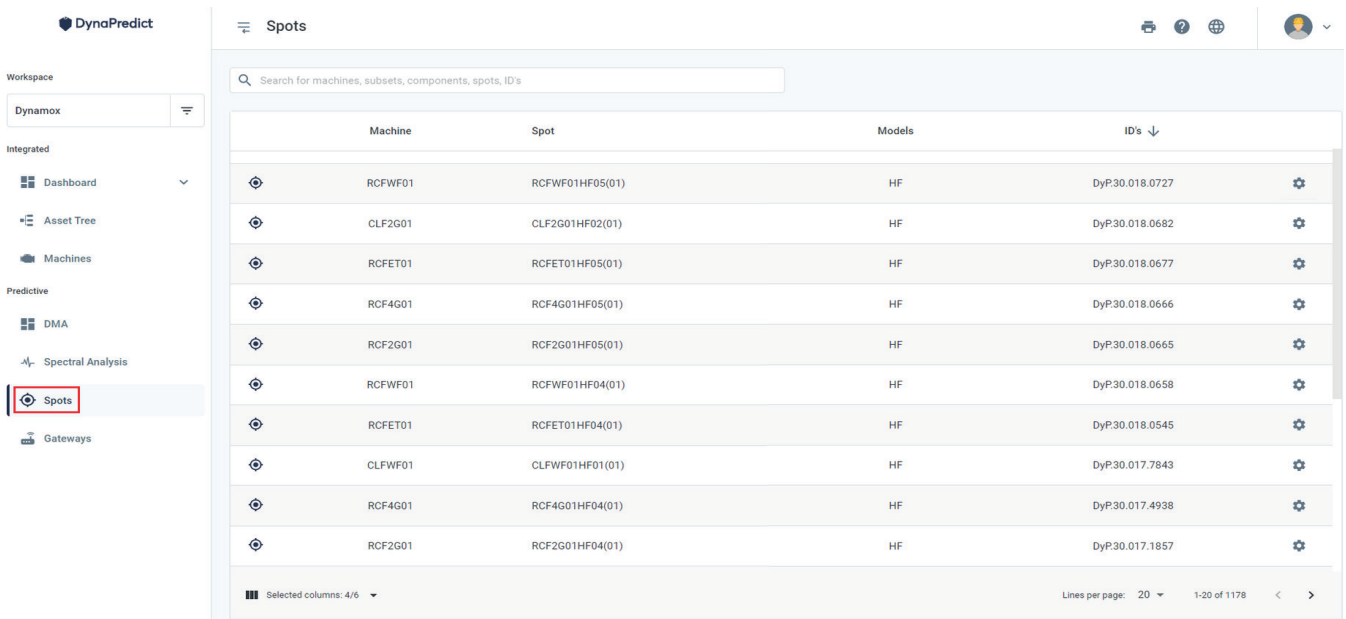 DynaPredict
Spots
Workspace
Dynamox
Integrated
Dashboard
Asset Tree
Machines
Predictive
DMA
Spectral Analysis
Spots
Gateways
Search for machines, subsets, components, spots, ID's
Machine Spot Models ID's
RCFWF01 RCFWF01HF05(01) HF DyP.30.018.0727
CLF2G01 CLF2G01HF02(01) HF DyP.30.018.0682
RCFET01 RCFET01HF05(01) HF DyP.30.018.0677
RCF4G01 RCF4G01HF05(01) HF DyP.30.018.0666
RCF2G01 RCF2G01HF05(01) HF DyP.30.018.0665
RCFWF01 RCFWF01HF04(01) HF DyP.30.018.0658
RCFET01 RCFET01HF04(01) HF DyP.30.018.0545
CLFWF01 CLFWF01HF01(01) HF DyP.30.017.7843
RCF4G01 RCF4G01HF04(01) HF DyP.30.017.4938
RCF2G01 RCF2G01HF04(01) HF DyP.30.017.1857
Selected columns: 4/6 Lines per page: 20 1-20 of 1178